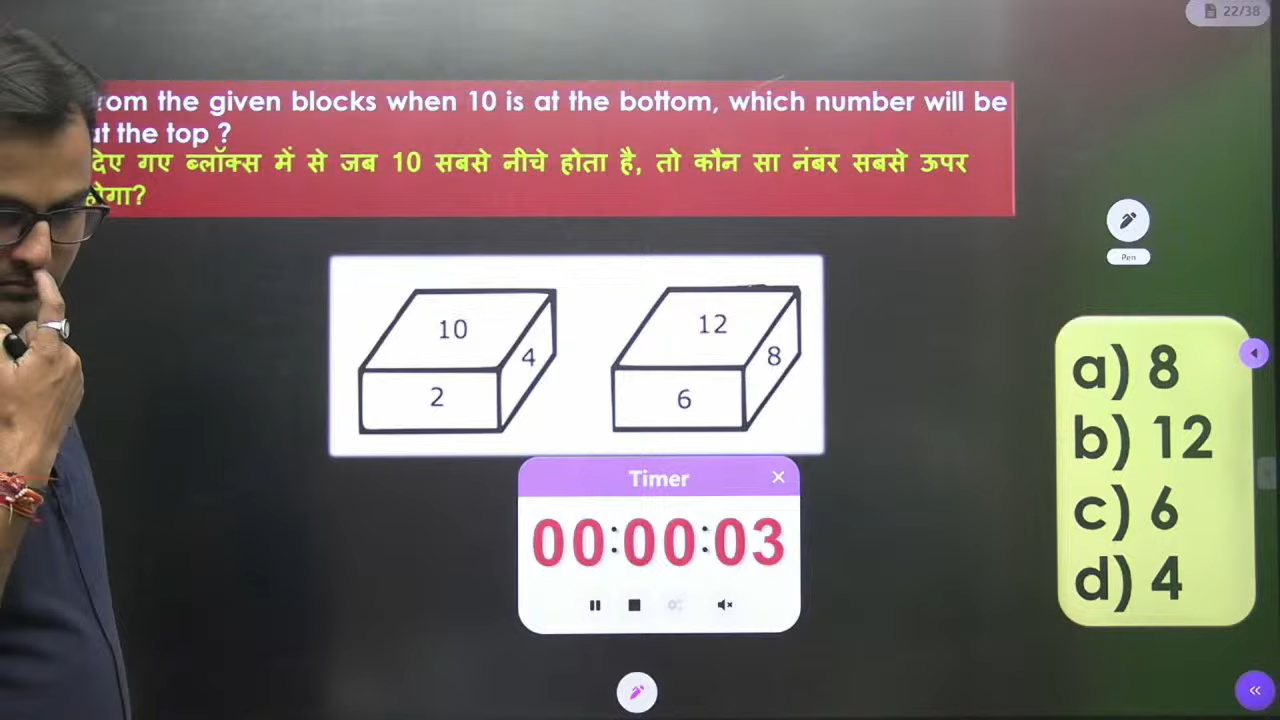 22/38
rom the given blocks when 10 is at the bottom, which number will be
at the top ?
दिए गए ब्लॉक्स में से जब 10 सबसे नीचे होता है, तो कौन सा नंबर सबसे ऊपर
होगा?
Pen
10
4
2
12
8
6
Timer
00:00:03
a) 8
b) 12
c) 6
d) 4